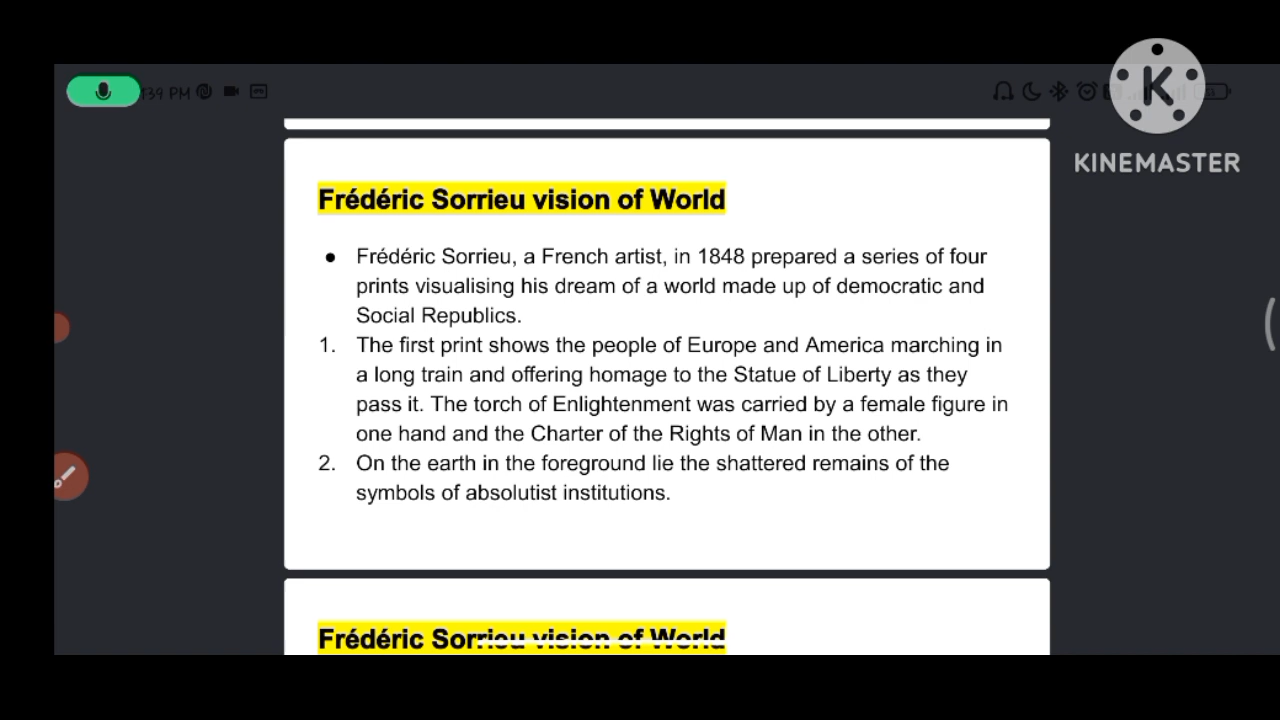 1:39 PM
KINEMASTER
Frédéric Sorrieu vision of World
● Frédéric Sorrieu, a French artist, in 1848 prepared a series of four
prints visualising his dream of a world made up of democratic and
Social Republics.
1. The first print shows the people of Europe and America marching in
a long train and offering homage to the Statue of Liberty as they
pass it. The torch of Enlightenment was carried by a female figure in
one hand and the Charter of the Rights of Man in the other.
2. On the earth in the foreground lie the shattered remains of the
symbols of absolutist institutions.
Frédéric Sorrieu vision of World